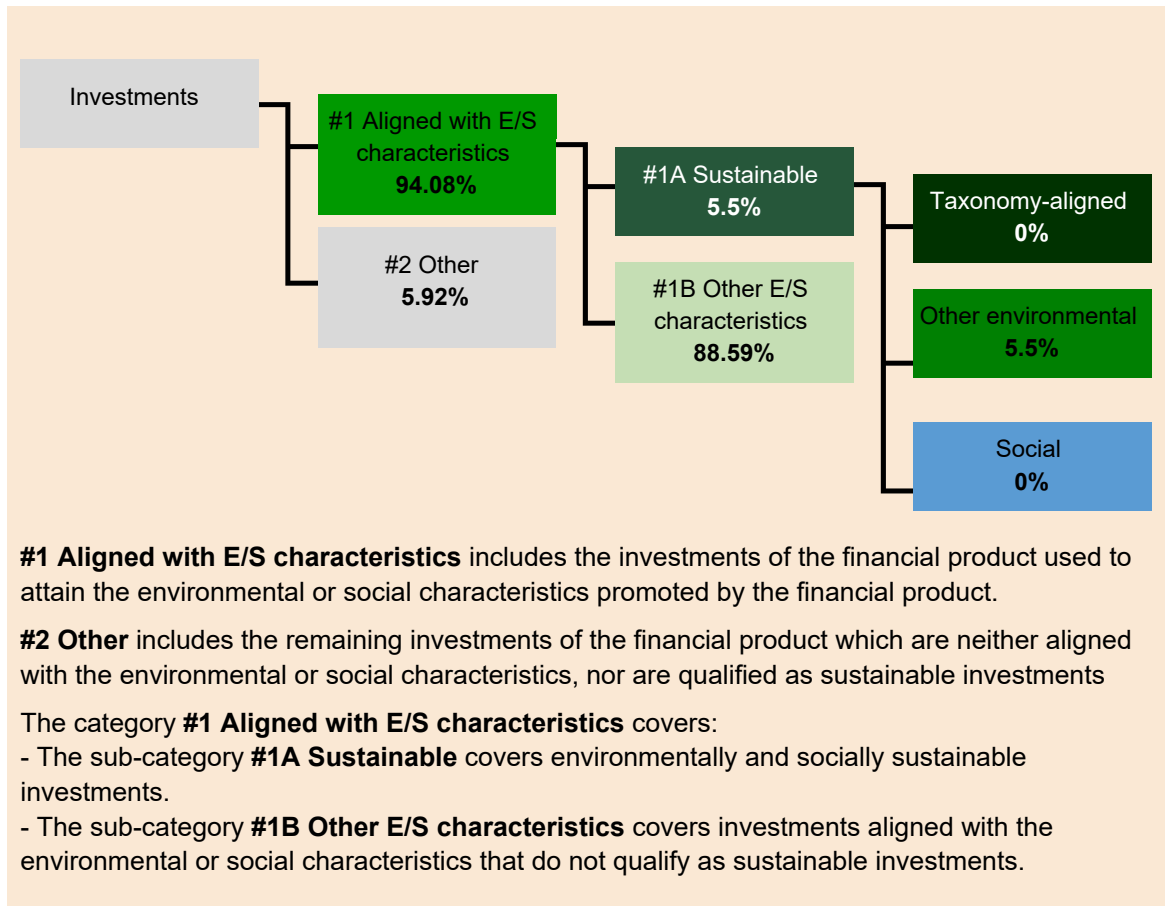 Investments
#1 Aligned with E/S
characteristics
94.08%
#2 Other
5.92%
#1A Sustainable
5.5%
#1B Other E/S
characteristics
88.59%
Taxonomy-aligned
0%
Other environmental
5.5%
Social
0%
#1 Aligned with E/S characteristics includes the investments of the financial product used to
attain the environmental or social characteristics promoted by the financial product.
#2 Other includes the remaining investments of the financial product which are neither aligned
with the environmental or social characteristics, nor are qualified as sustainable investments
The category #1 Aligned with E/S characteristics covers:
- The sub-category #1A Sustainable covers environmentally and socially sustainable
investments.
- The sub-category #1B Other E/S characteristics covers investments aligned with the
environmental or social characteristics that do not qualify as sustainable investments.